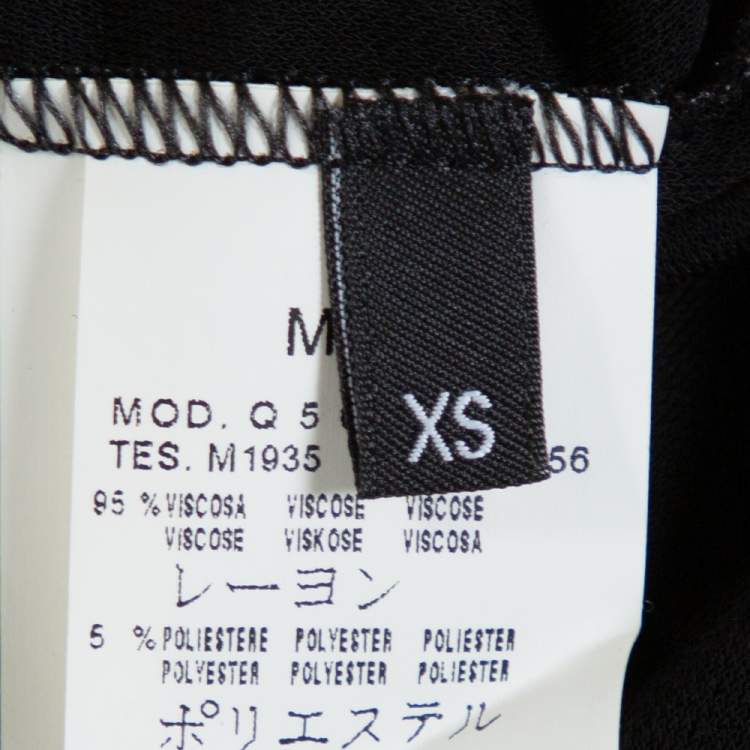 M
XS
MOD. Q 5
TES. M1935 56
95 % VISCOSA VISCOSE VISCOSE
VISCOSE VISKOSE VISCOSA
レーヨン
5 % POLIESTERE POLYESTER POLIESTER
POLYESTER POLYESTER POLIESTER
ポリエステル